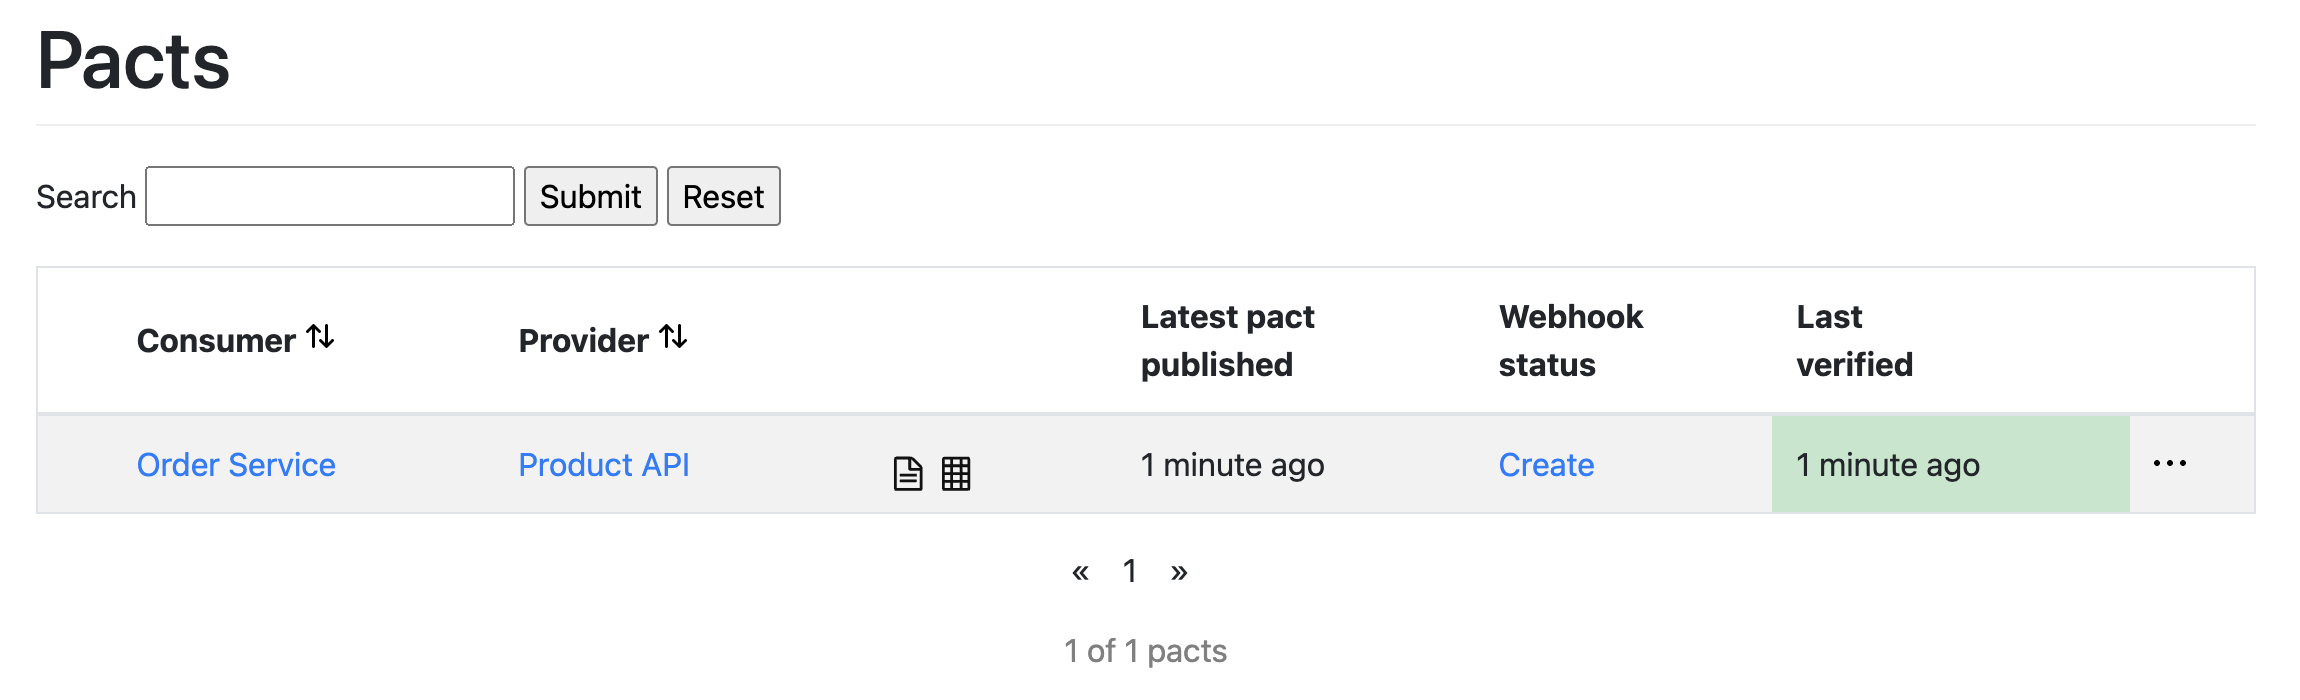 Pacts
Search Submit Reset
Consumer Provider Latest pact published Webhook status Last verified
Order Service Product API 1 minute ago Create 1 minute ago ...
« 1 »
1 of 1 pacts